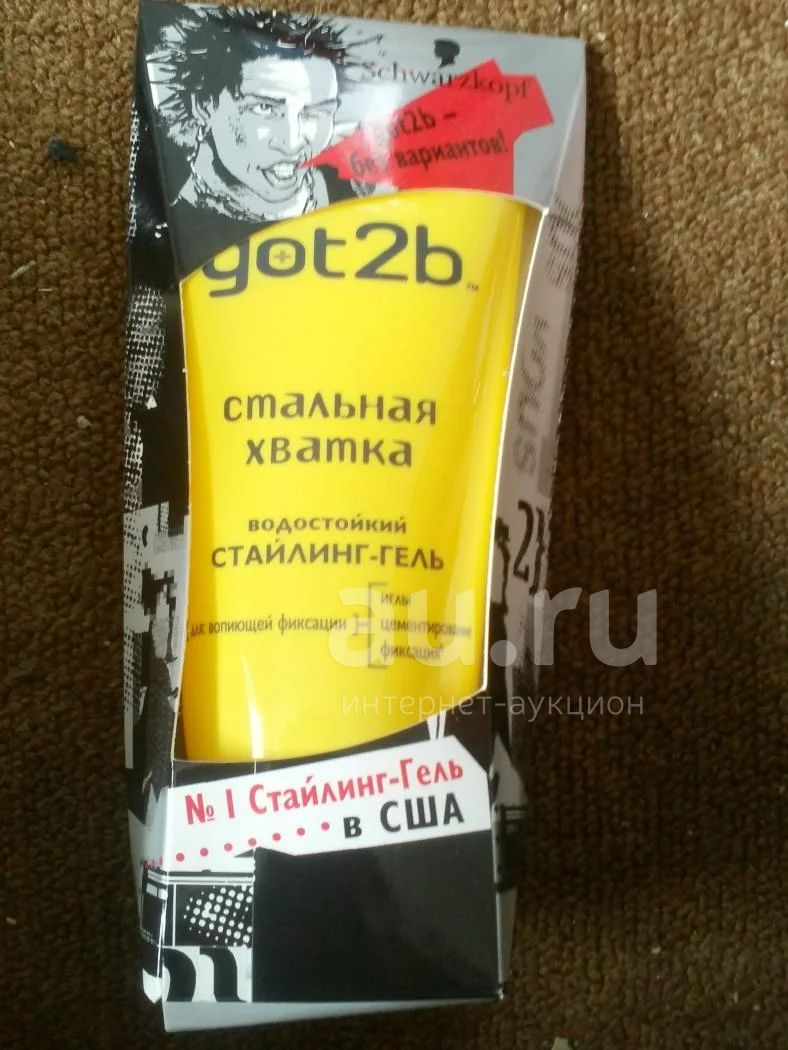 Schwarzkopf
got2b –
без вариантов!
got2b™
стальная
хватка
водостойкий
СТАЙЛИНГ-ГЕЛЬ
иглы
для: вопиющей фиксации
цементирование
фиксация
au.ru
интернет-аукцион
№ 1 Стайлинг-Гель
в США